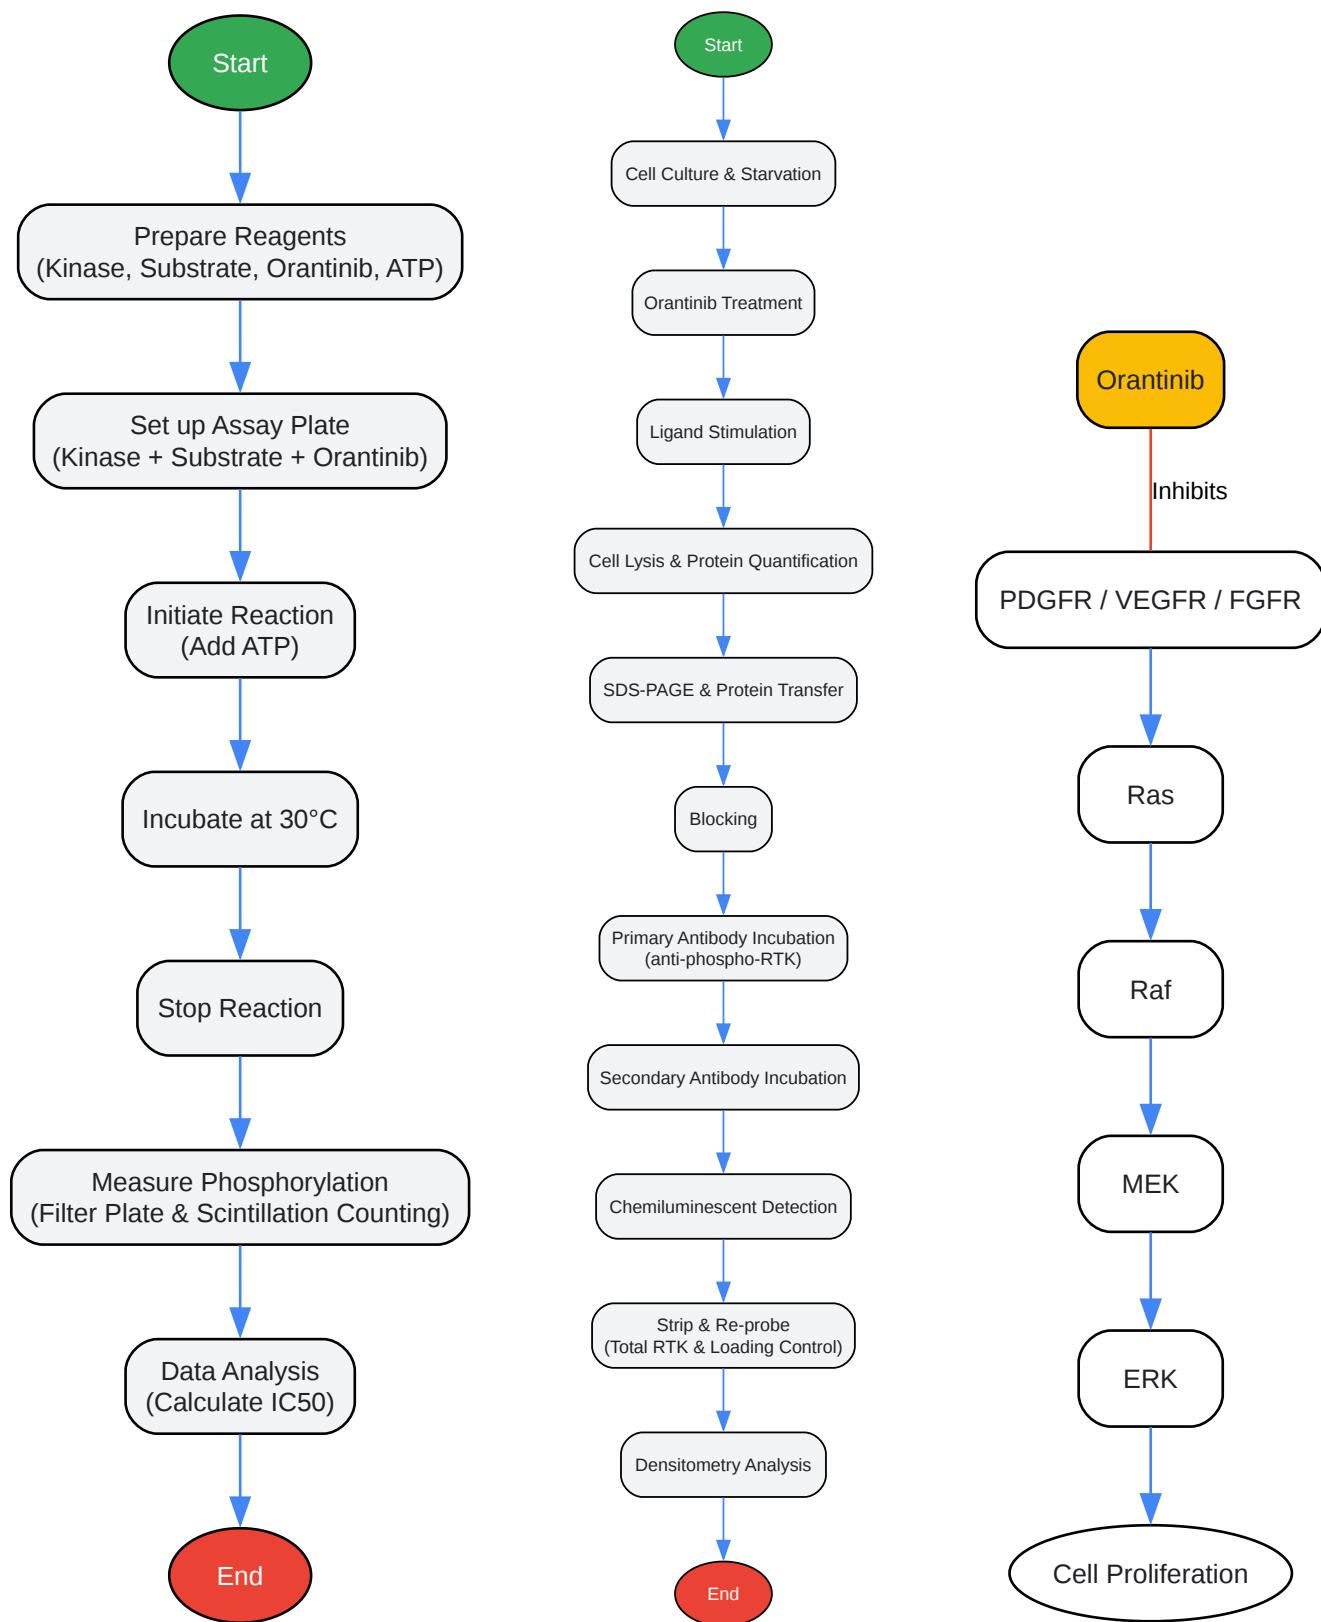 Start
Prepare Reagents
(Kinase, Substrate, Orantinib, ATP)
Set up Assay Plate
(Kinase + Substrate + Orantinib)
Initiate Reaction
(Add ATP)
Incubate at 30°C
Stop Reaction
Measure Phosphorylation
(Filter Plate & Scintillation Counting)
Data Analysis
(Calculate IC50)
End
Start
Cell Culture & Starvation
Orantinib Treatment
Ligand Stimulation
Cell Lysis & Protein Quantification
SDS-PAGE & Protein Transfer
Blocking
Primary Antibody Incubation
(anti-phospho-RTK)
Secondary Antibody Incubation
Chemiluminescent Detection
Strip & Re-probe
(Total RTK & Loading Control)
Densitometry Analysis
End
Orantinib
Inhibits
PDGFR / VEGFR / FGFR
Ras
Raf
MEK
ERK
Cell Proliferation